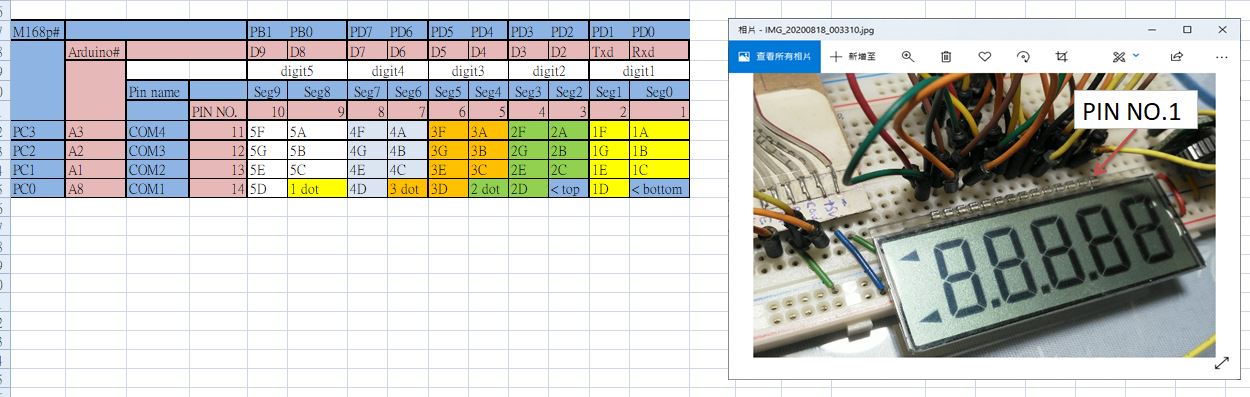 M168p# PB1 PB0 PD7 PD6 PD5 PD4 PD3 PD2 PD1 PD0
Arduino# D9 D8 D7 D6 D5 D4 D3 D2 Txd Rxd
digit5 digit4 digit3 digit2 digit1
Pin name Seg9 Seg8 Seg7 Seg6 Seg5 Seg4 Seg3 Seg2 Seg1 Seg0
PIN NO. 10 9 8 7 6 5 4 3 2 1
PC3 A3 COM4 11 5F 5A 4F 4A 3F 3A 2F 2A 1F 1A
PC2 A2 COM3 12 5G 5B 4G 4B 3G 3B 2G 2B 1G 1B
PC1 A1 COM2 13 5E 5C 4E 4C 3E 3C 2E 2C 1E 1C
PC0 A8 COM1 14 5D 1 dot 4D 3 dot 3D 2 dot 2D < top 1D < bottom
相片 - IMG_20200818_003310.jpg
查看所有相片 新增至
PIN NO.1
8.8.8.8.8